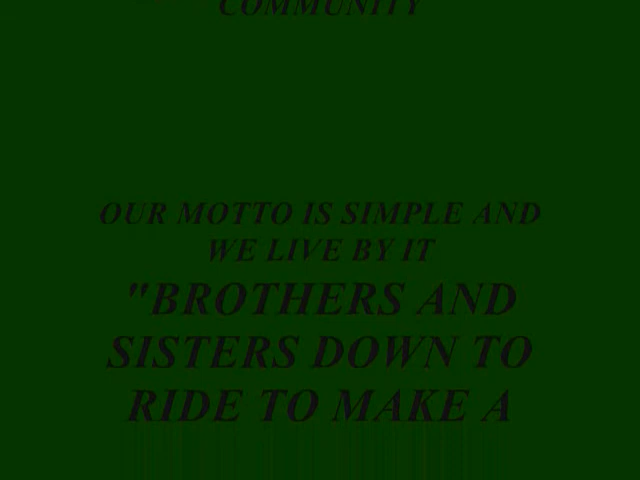 COMMUNITY
OUR MOTTO IS SIMPLE AND
WE LIVE BY IT
"BROTHERS AND
SISTERS DOWN TO
RIDE TO MAKE A